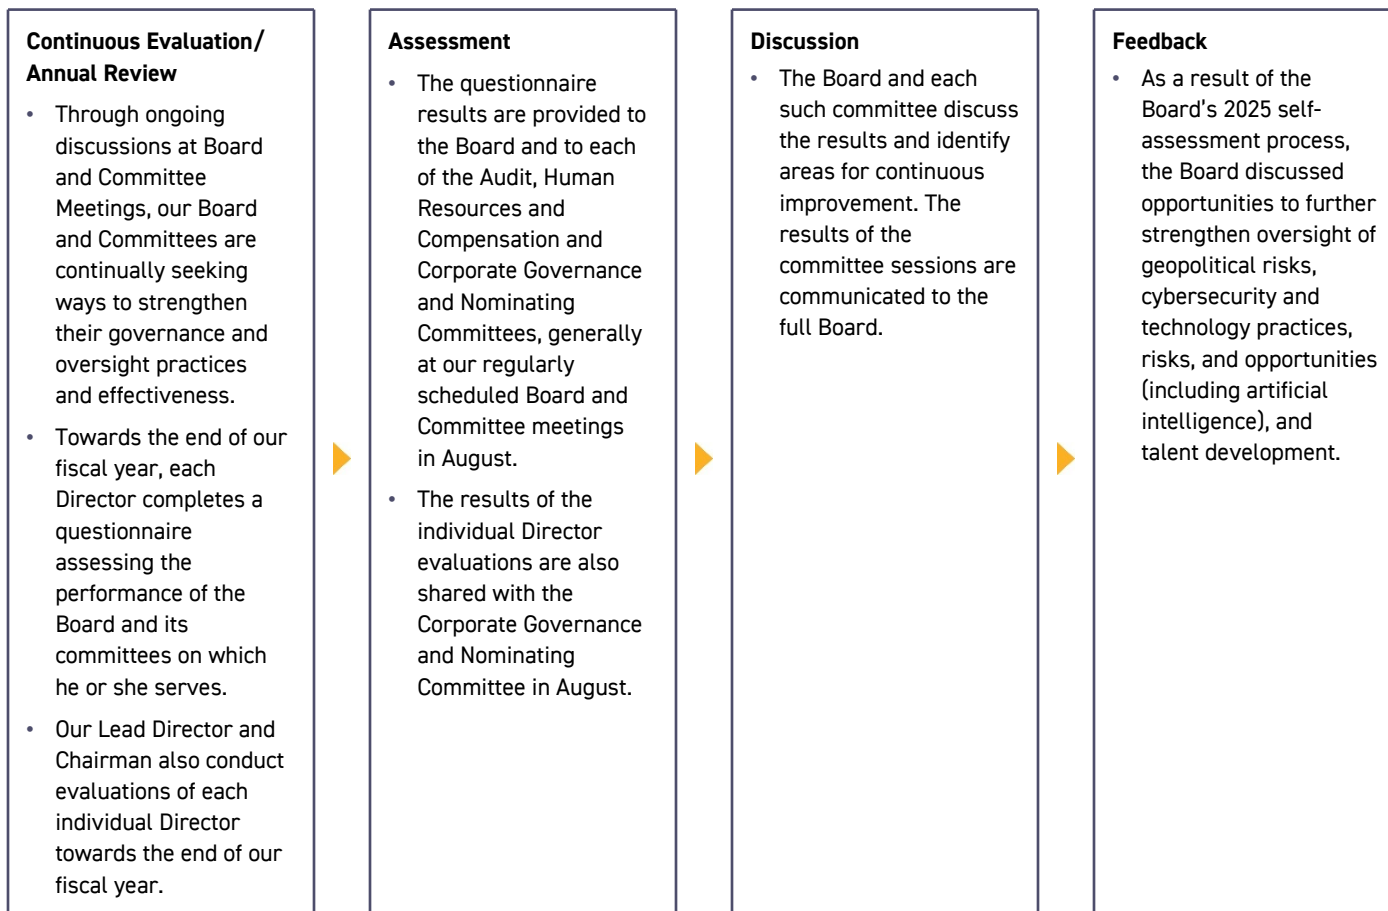 Continuous Evaluation/
Annual Review
• Through ongoing
discussions at Board
and Committee
Meetings, our Board
and Committees are
continually seeking
ways to strengthen
their governance and
oversight practices
and effectiveness.
• Towards the end of our
fiscal year, each
Director completes a
questionnaire
assessing the
performance of the
Board and its
committees on which
he or she serves.
• Our Lead Director and
Chairman also conduct
evaluations of each
individual Director
towards the end of our
fiscal year.
Assessment
• The questionnaire
results are provided to
the Board and to each
of the Audit, Human
Resources and
Compensation and
Corporate Governance
and Nominating
Committees, generally
at our regularly
scheduled Board and
Committee meetings
in August.
• The results of the
individual Director
evaluations are also
shared with the
Corporate Governance
and Nominating
Committee in August.
Discussion
• The Board and each
such committee discuss
the results and identify
areas for continuous
improvement. The
results of the
committee sessions are
communicated to the
full Board.
Feedback
• As a result of the
Board's 2025 self-
assessment process,
the Board discussed
opportunities to further
strengthen oversight of
geopolitical risks,
cybersecurity and
technology practices,
risks, and opportunities
(including artificial
intelligence), and
talent development.